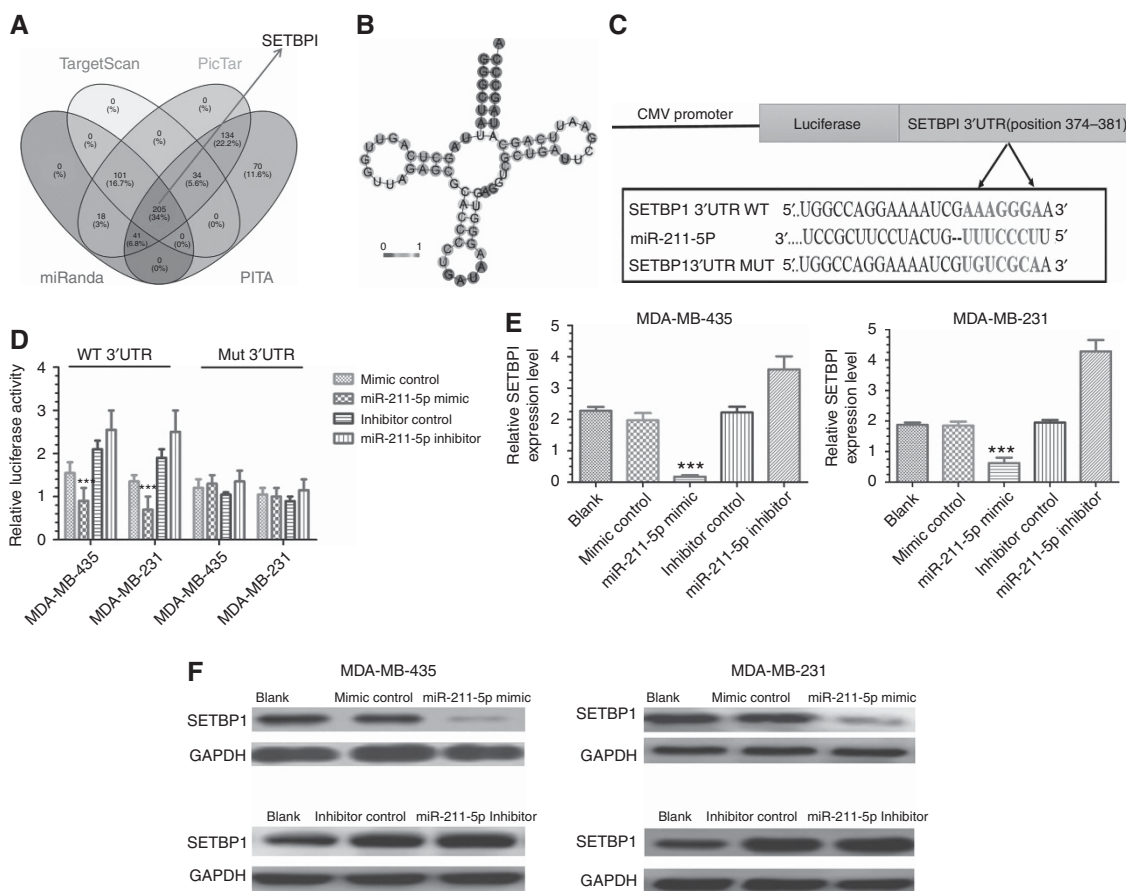 A
SETBPI
TargetScan
PicTar
0
(%)
0
(%)
0
(%)
0
(%)
134
(22.2%)
0
(%)
101
(16.7%)
34
(5.6%)
70
(11.6%)
205
(34%)
18
(3%)
0
(0%)
41
(6.8%)
0
(0%)
0
(0%)
miRanda
PITA
B
0 1
C
CMV promoter
Luciferase
SETBPI 3′UTR(position 374–381)
SETBP1 3′UTR WT 5′..UGGCCAGGAAAAUCGAAAGGGAA3′
miR-211-5P 3′....UCCGCUUCCUACUG--UUUCCCUU 5′
SETBP13′UTR MUT 5′..UGGCCAGGAAAAUCGUGUCGCAA 3′
D
WT 3′UTR
Mut 3′UTR
Relative luciferase activity
4
3
2
1
0
MDA-MB-435
MDA-MB-231
MDA-MB-435
MDA-MB-231
***
***
Mimic control
miR-211-5p mimic
Inhibitor control
miR-211-5p inhibitor
E
MDA-MB-435
Relative SETBPI
expression level
5
4
3
2
1
0
***
Blank
Mimic control
miR-211-5p mimic
Inhibitor control
miR-211-5p inhibitor
MDA-MB-231
Relative SETBPI
expression level
5
4
3
2
1
0
***
Blank
Mimic control
miR-211-5p mimic
Inhibitor control
miR-211-5p inhibitor
F
MDA-MB-435
Blank Mimic control miR-211-5p mimic
SETBP1
GAPDH
Blank Inhibitor control miR-211-5p Inhibitor
SETBP1
GAPDH
MDA-MB-231
Blank Mimic control miR-211-5p mimic
SETBP1
GAPDH
Blank Inhibitor control miR-211-5p Inhibitor
SETBP1
GAPDH